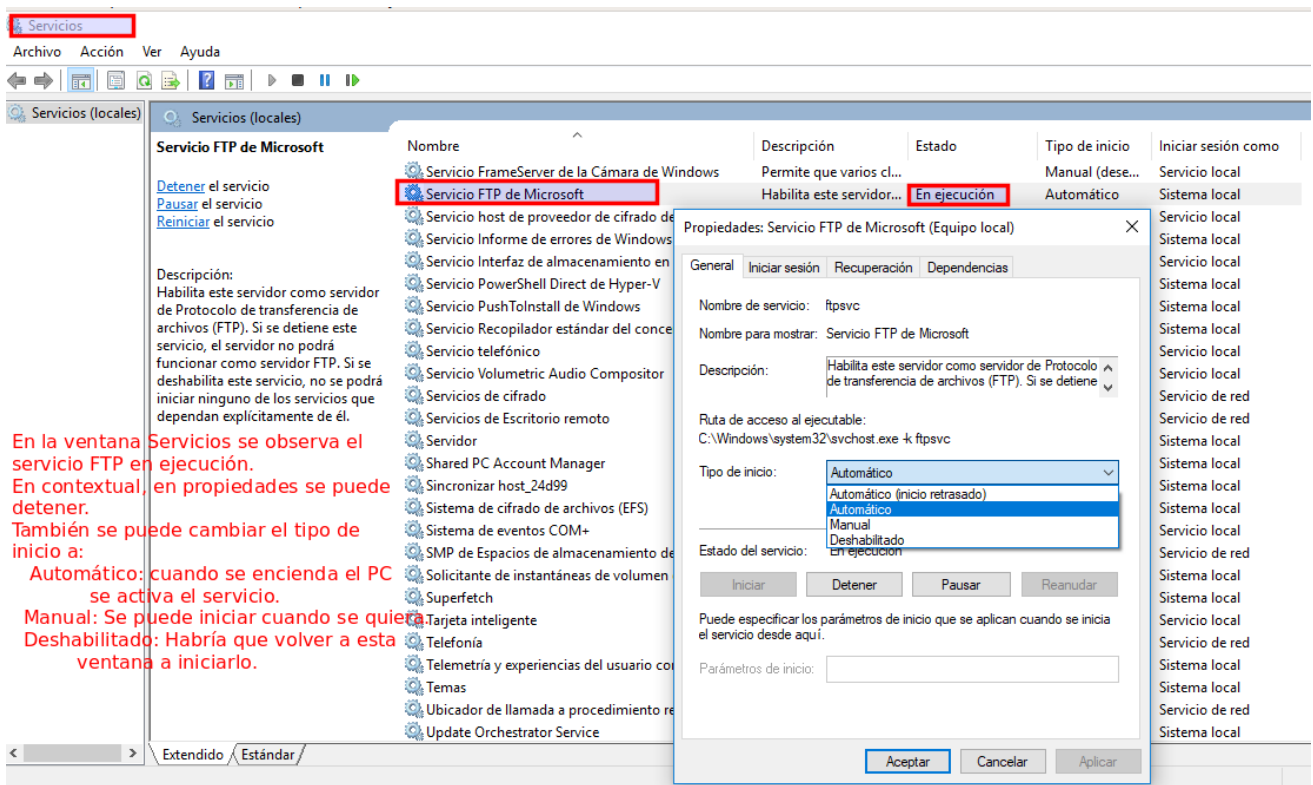 Servicios
Archivo Acción Ver Ayuda
Servicios (locales)
Servicios (locales)
Servicio FTP de Microsoft
Detener el servicio
Pausar el servicio
Reiniciar el servicio
Descripción:
Habilita este servidor como servidor
de Protocolo de transferencia de
archivos (FTP). Si se detiene este
servicio, el servidor no podrá
funcionar como servidor FTP. Si se
deshabilita este servicio, no se podrá
iniciar ninguno de los servicios que
dependan explícitamente de él.
En la ventana Servicios se observa el
servicio FTP en ejecución.
En contextual, en propiedades se puede
detener.
También se puede cambiar el tipo de
inicio a:
Automático: cuando se encienda el PC
se activa el servicio.
Manual: Se puede iniciar cuando se quiera.
Deshabilitado: Habría que volver a esta
ventana a iniciarlo.
Nombre Descripción Estado Tipo de inicio Iniciar sesión como
Servicio FrameServer de la Cámara de Windows Permite que varios cl... Manual (dese... Servicio local
Servicio FTP de Microsoft Habilita este servidor... En ejecución Automático Sistema local
Servicio host de proveedor de cifrado de Servicio local
Servicio Informe de errores de Windows Sistema local
Servicio Interfaz de almacenamiento en Servicio local
Servicio PowerShell Direct de Hyper-V Sistema local
Servicio PushToInstall de Windows Sistema local
Servicio Recopilador estándar del conce Sistema local
Servicio telefónico Servicio local
Servicio Volumetric Audio Compositor Servicio local
Servicios de cifrado Servicio de red
Servicios de Escritorio remoto Servicio de red
Servidor Sistema local
Shared PC Account Manager Sistema local
Sincronizar host_24d99 Sistema local
Sistema de cifrado de archivos (EFS) Sistema local
Sistema de eventos COM+ Servicio local
SMP de Espacios de almacenamiento de Servicio de red
Solicitante de instantáneas de volumen Sistema local
Superfetch Sistema local
Tarjeta inteligente Servicio local
Telefonía Servicio de red
Telemetría y experiencias del usuario co Sistema local
Temas Sistema local
Ubicador de llamada a procedimiento re Servicio de red
Update Orchestrator Service Sistema local
Propiedades: Servicio FTP de Microsoft (Equipo local)
General Iniciar sesión Recuperación Dependencias
Nombre de servicio: ftpsvc
Nombre para mostrar: Servicio FTP de Microsoft
Descripción: Habilita este servidor como servidor de Protocolo
de transferencia de archivos (FTP). Si se detiene
Ruta de acceso al ejecutable:
C:\Windows\system32\svchost.exe -k ftpsvc
Tipo de inicio: Automático
Automático (inicio retrasado)
Automático
Manual
Deshabilitado
Estado del servicio: En ejecución
Iniciar Detener Pausar Reanudar
Puede especificar los parámetros de inicio que se aplican cuando se inicia
el servicio desde aquí.
Parámetros de inicio:
Aceptar Cancelar Aplicar
Extendido Estándar